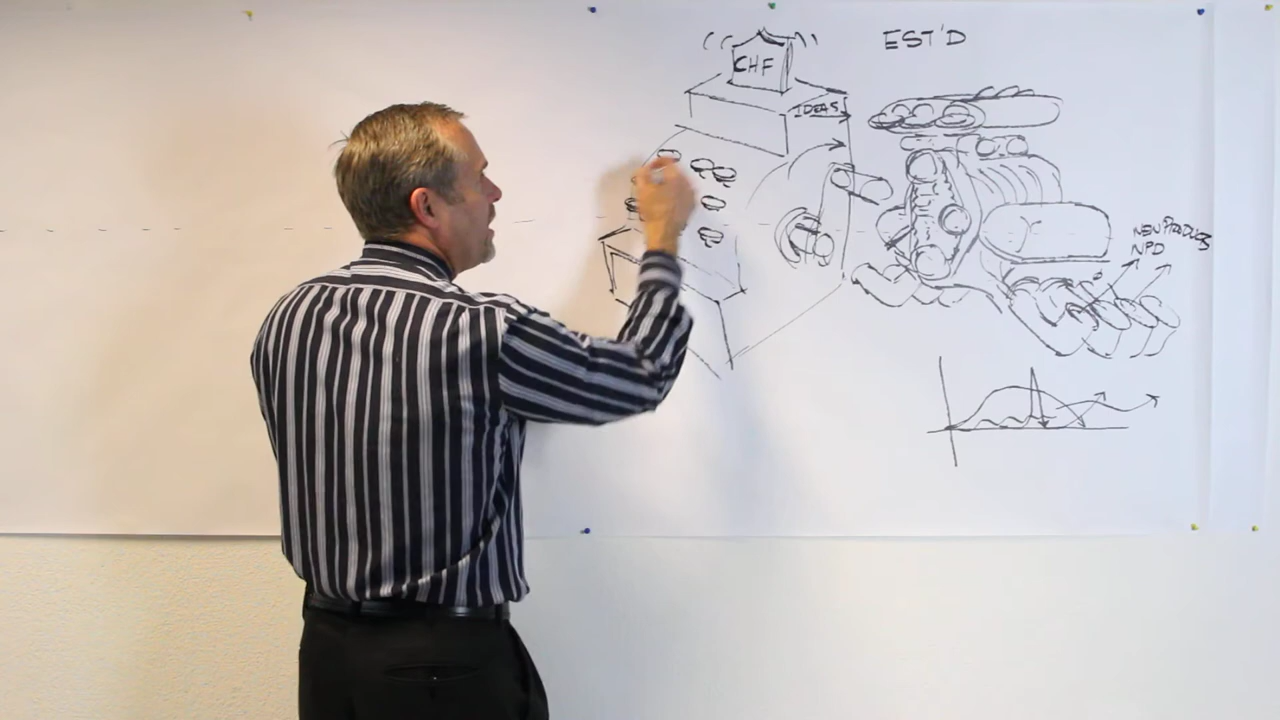 EST'D
CHF
IDEAS
NEW PRODUCTS
NPD